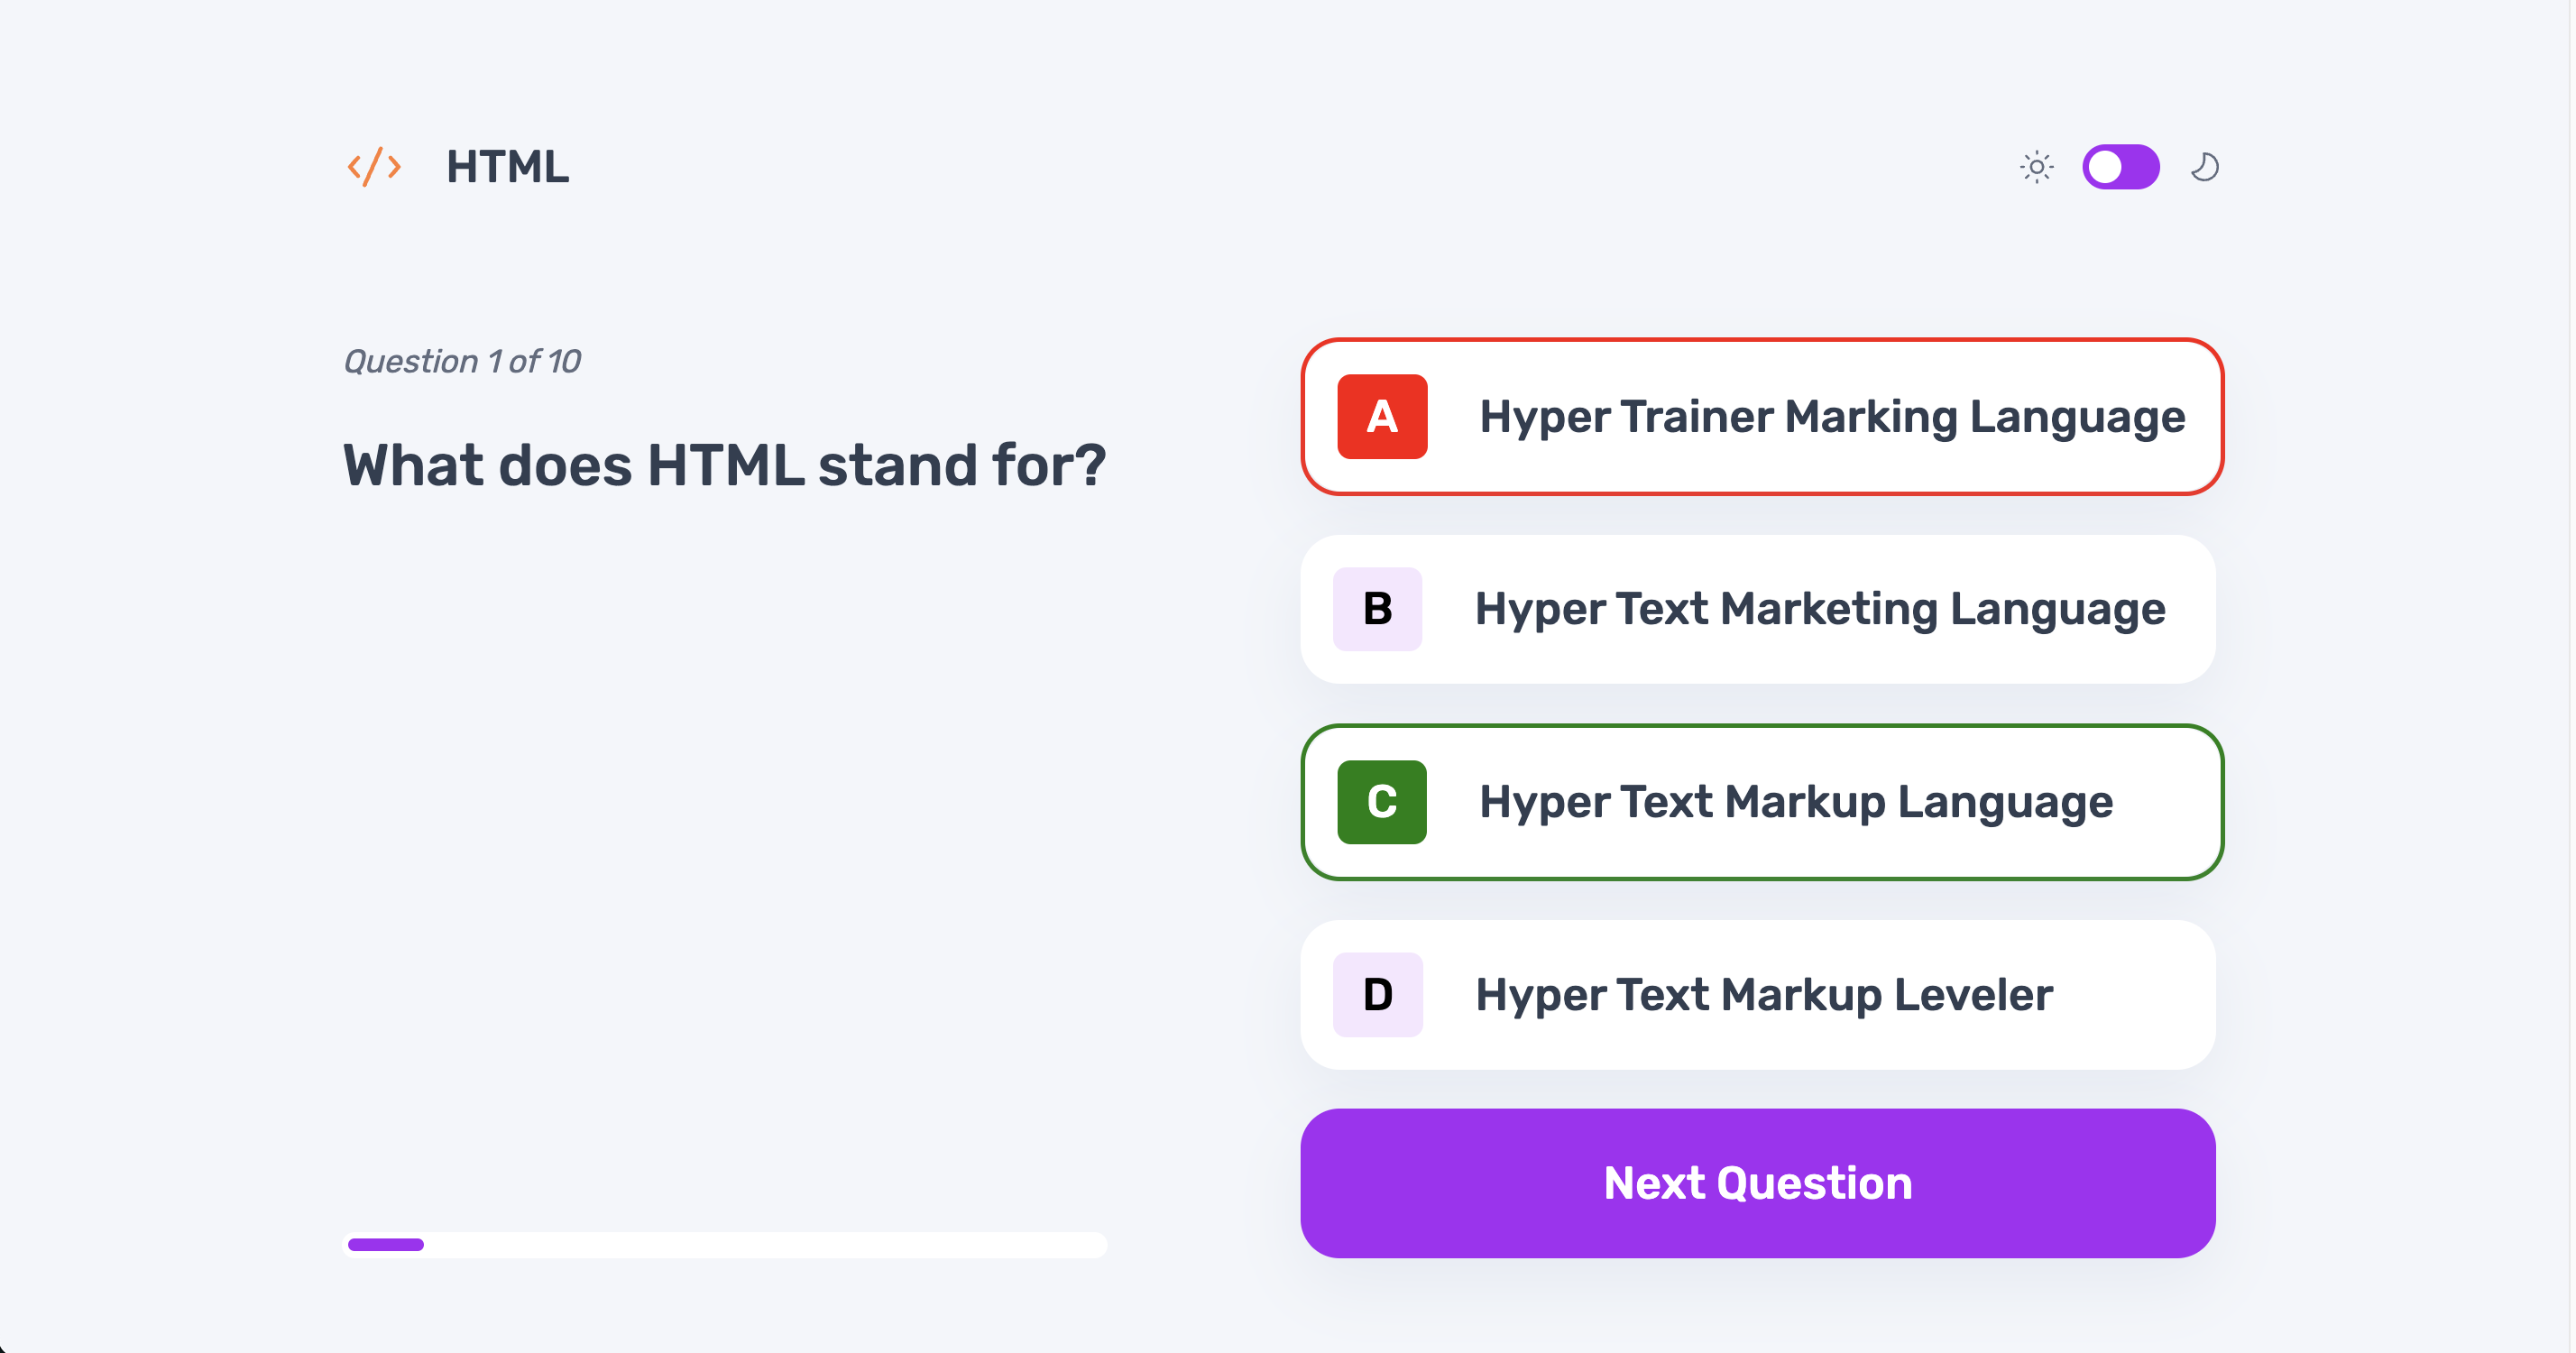 HTML
Question 1 of 10
What does HTML stand for?
A Hyper Trainer Marking Language
B Hyper Text Marketing Language
C Hyper Text Markup Language
D Hyper Text Markup Leveler
Next Question